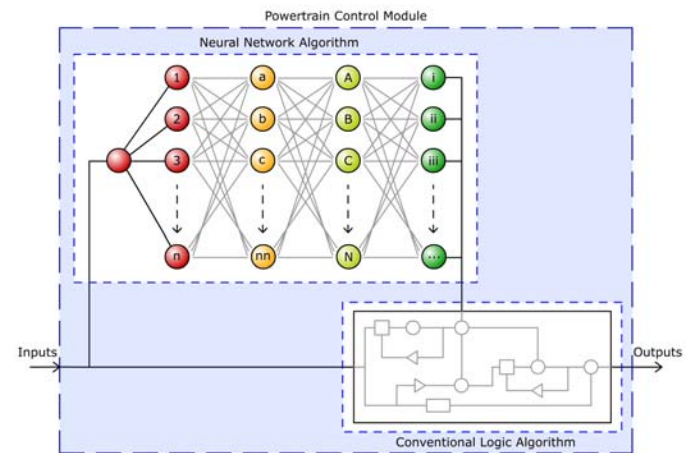 Powertrain Control Module
Neural Network Algorithm
1 a A i
2 b B ii
3 c C iii
n nn N ...
Inputs
Outputs
Conventional Logic Algorithm